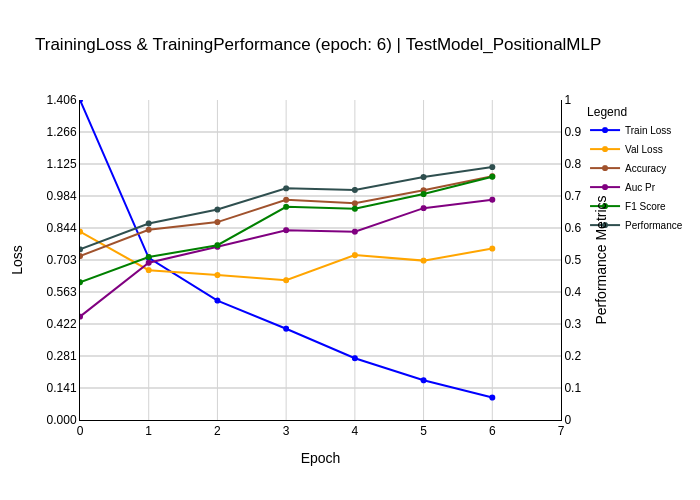 TrainingLoss & TrainingPerformance (epoch: 6) | TestModel_PositionalMLP
1.406
1.266
1.125
0.984
0.844
0.703
0.563
0.422
0.281
0.141
0.000
Loss
0
1
2
3
4
5
6
7
Epoch
1
0.9
0.8
0.7
0.6
0.5
0.4
0.3
0.2
0.1
0
Performance Metrics
Legend
Train Loss
Val Loss
Accuracy
Auc Pr
F1 Score
Performance